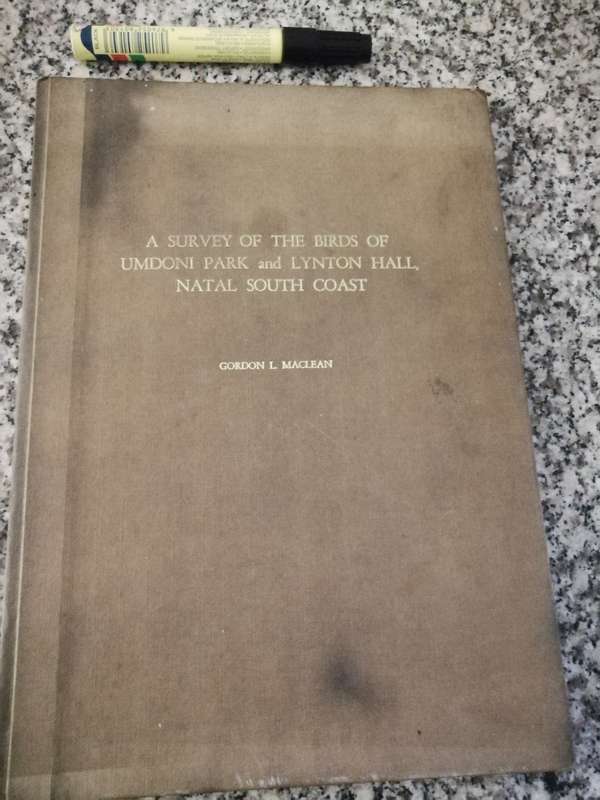 A SURVEY OF THE BIRDS OF
UMDONI PARK and LYNTON HALL,
NATAL SOUTH COAST
GORDON L. MACLEAN